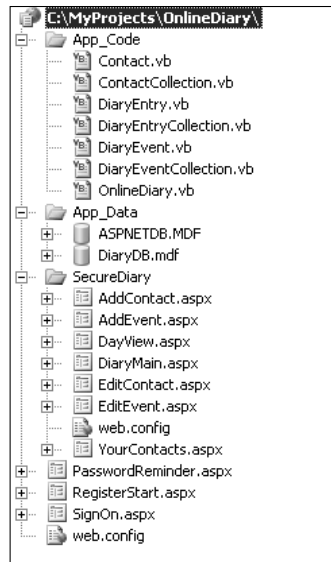 C:\MyProjects\OnlineDiary\
App_Code
Contact.vb
ContactCollection.vb
DiaryEntry.vb
DiaryEntryCollection.vb
DiaryEvent.vb
DiaryEventCollection.vb
OnlineDiary.vb
App_Data
ASPNETDB.MDF
DiaryDB.mdf
SecureDiary
AddContact.aspx
AddEvent.aspx
DayView.aspx
DiaryMain.aspx
EditContact.aspx
EditEvent.aspx
web.config
YourContacts.aspx
PasswordReminder.aspx
RegisterStart.aspx
SignOn.aspx
web.config